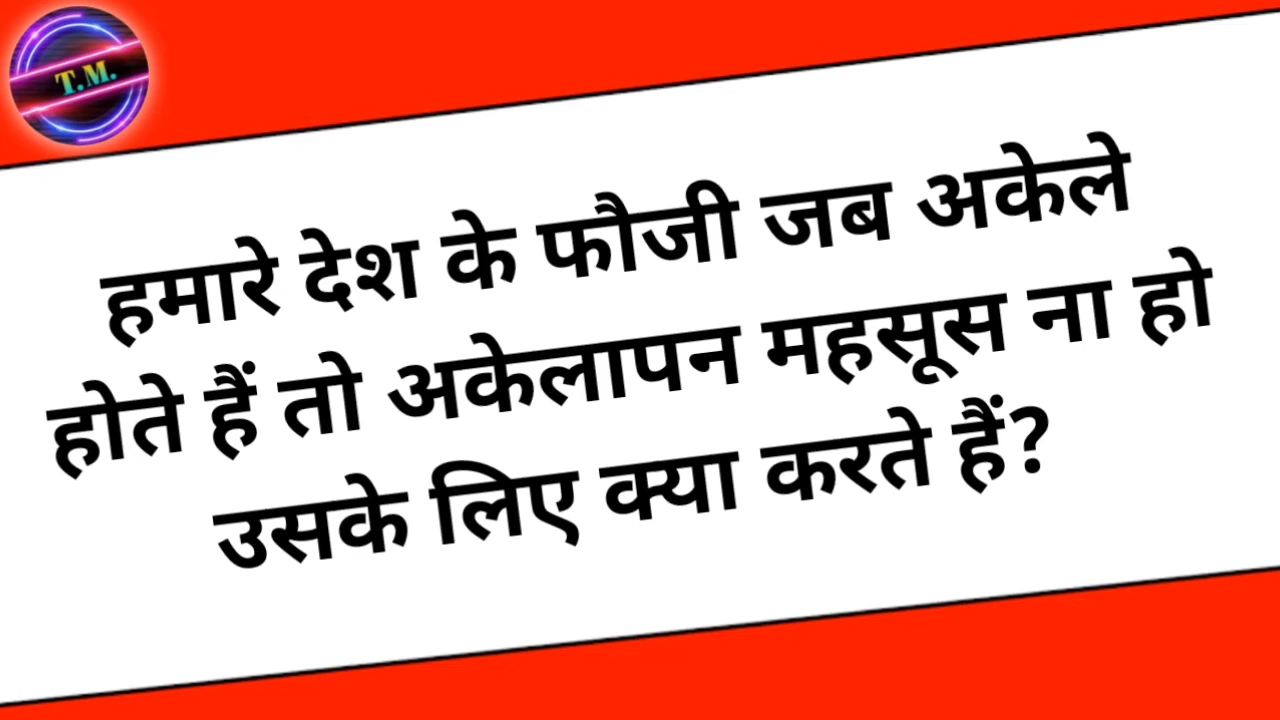 T.M.
हमारे देश के फौजी जब अकेले
होते हैं तो अकेलापन महसूस ना हो
उसके लिए क्या करते हैं?